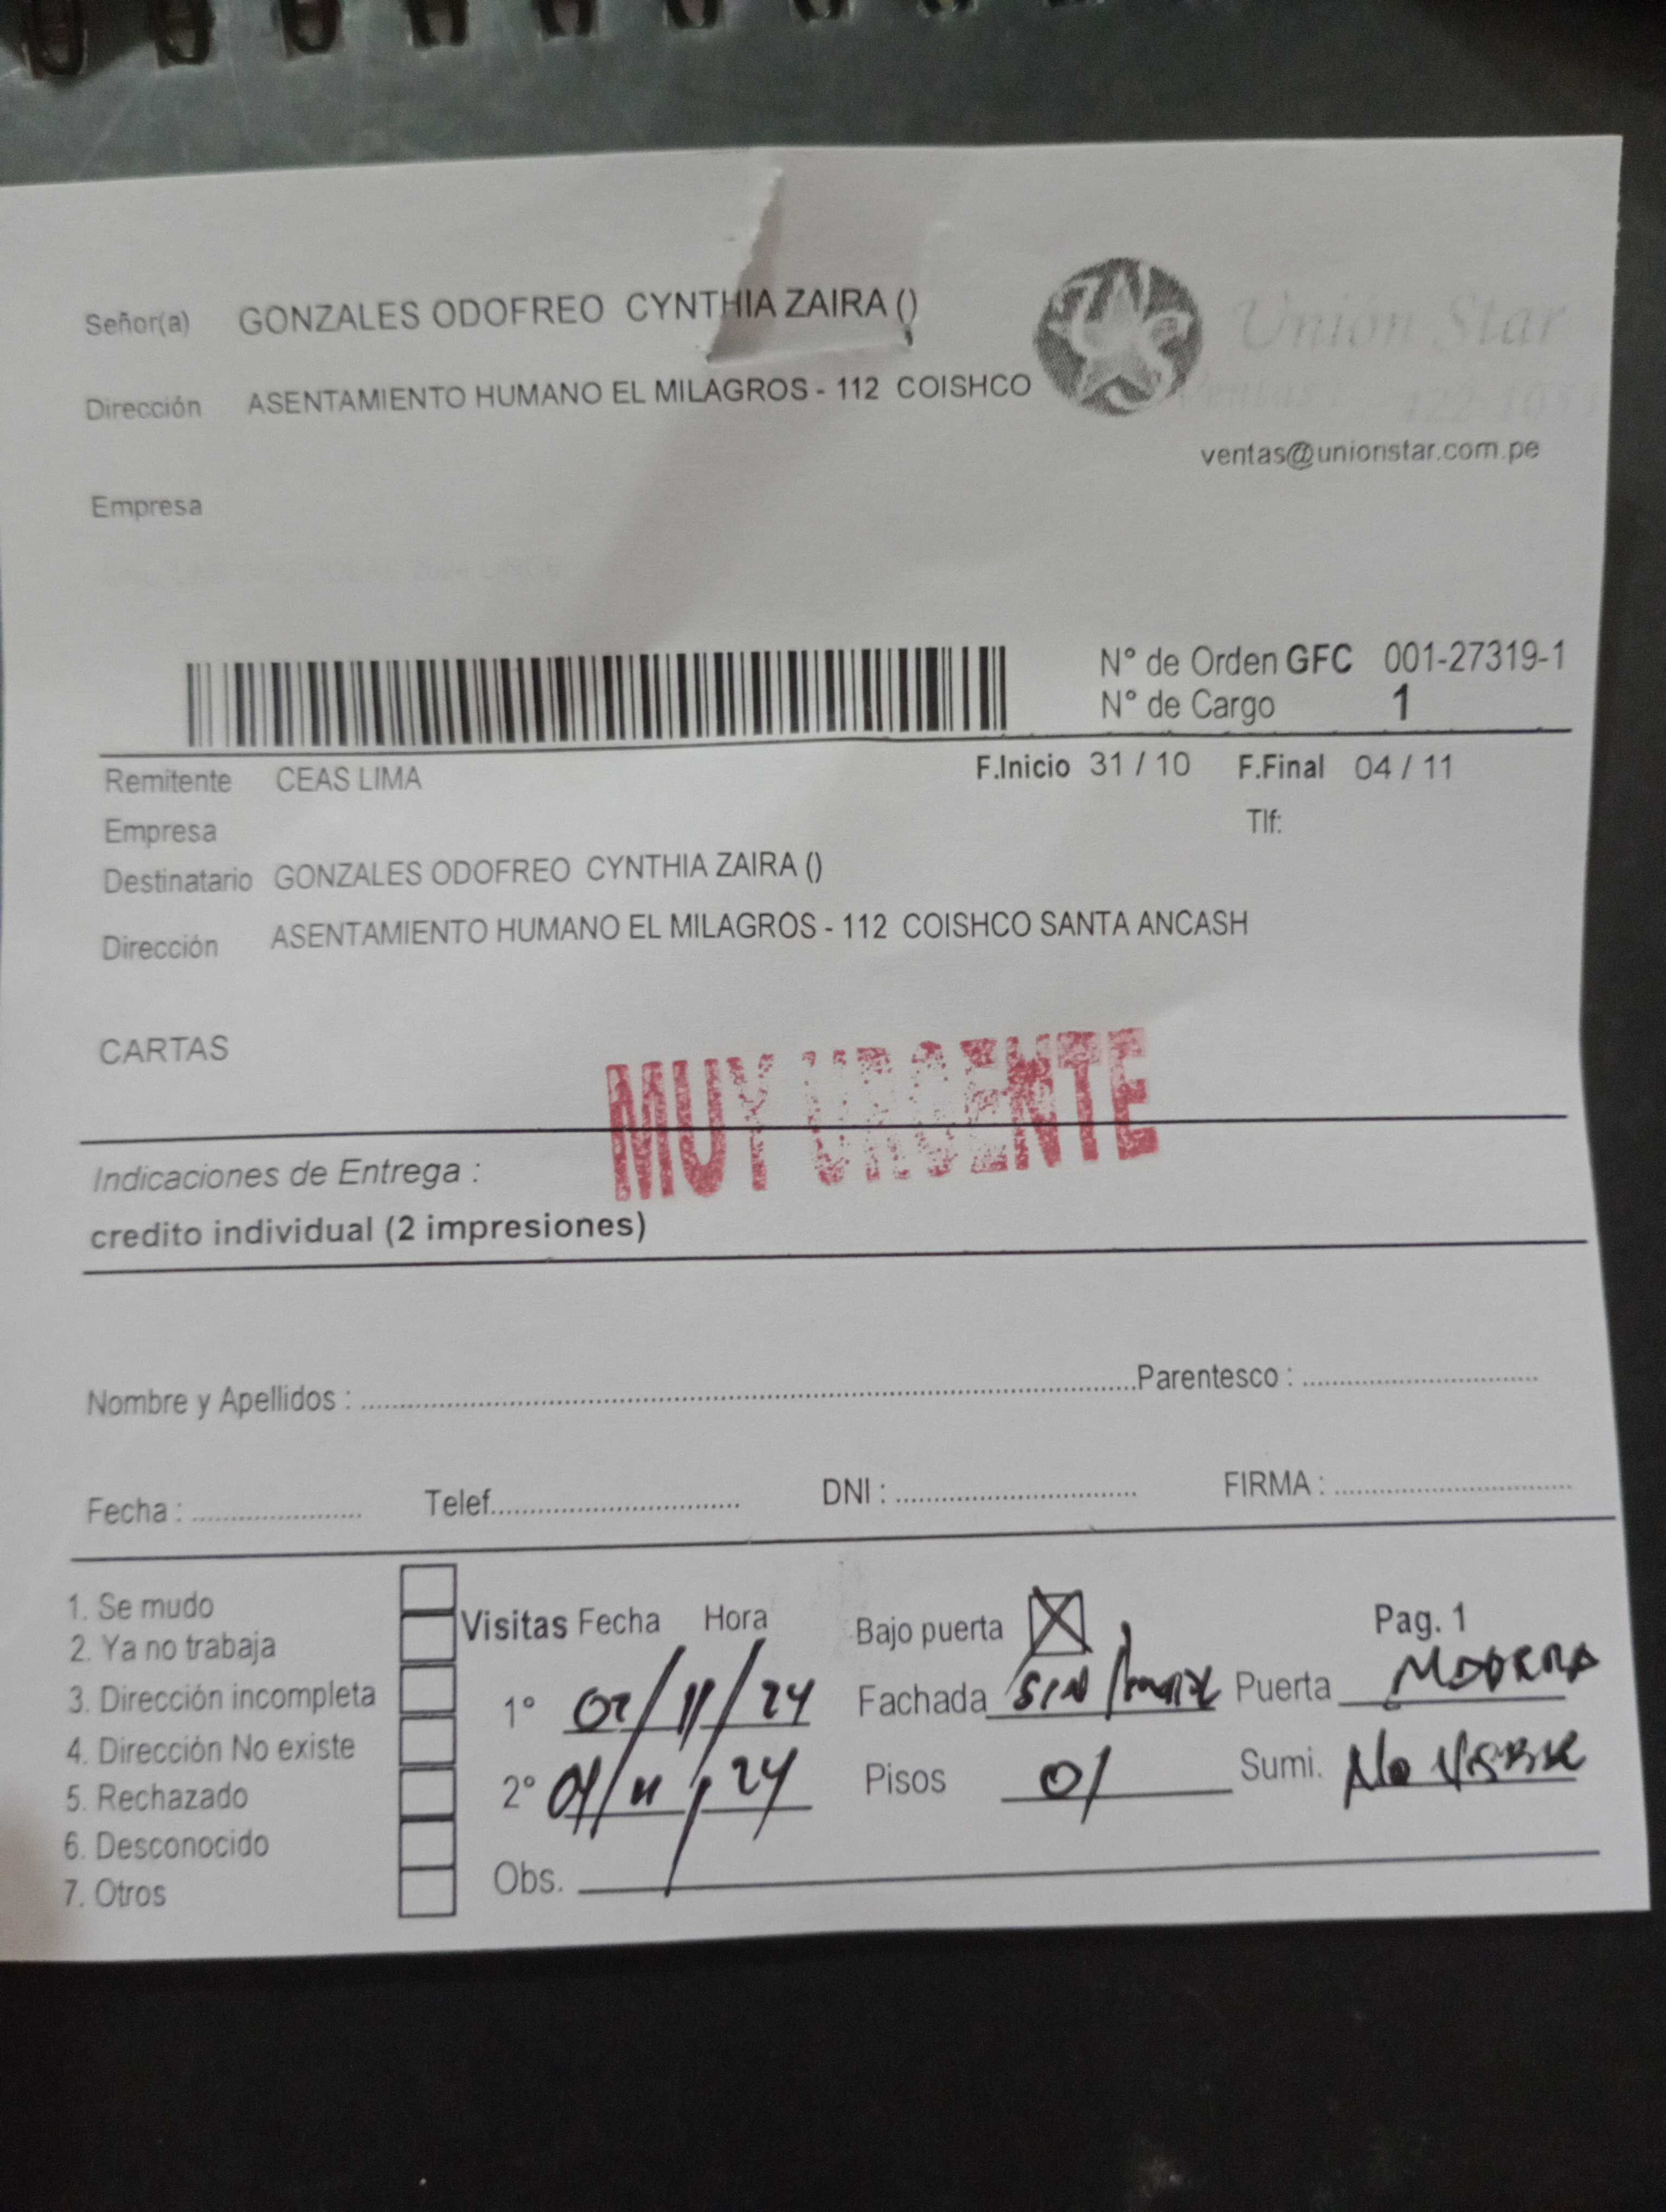 Señor(a) GONZALES ODOFREO CYNTHIA ZAIRA ()
Unión Star
Dirección ASENTAMIENTO HUMANO EL MILAGROS - 112 COISHCO
Ventas
ventas@unionstar.com.pe
Empresa
N° de Orden GFC 001-27319-1
N° de Cargo 1
Remitente CEAS LIMA F.Inicio 31 / 10 F.Final 04 / 11
Empresa Tlf:
Destinatario GONZALES ODOFREO CYNTHIA ZAIRA ()
Dirección ASENTAMIENTO HUMANO EL MILAGROS - 112 COISHCO SANTA ANCASH
CARTAS
MUY URGENTE
Indicaciones de Entrega :
credito individual (2 impresiones)
Nombre y Apellidos : Parentesco :
Fecha : Telef. DNI : FIRMA :
1. Se mudo
2. Ya no trabaja
3. Dirección incompleta
4. Dirección No existe
5. Rechazado
6. Desconocido
7. Otros
Visitas Fecha Hora Bajo puerta X Pag. 1
1° 02/11/24 Fachada SIN Puerta MADERA
2° 04/11/24 Pisos 01 Sumi. No VISIBLE
Obs.